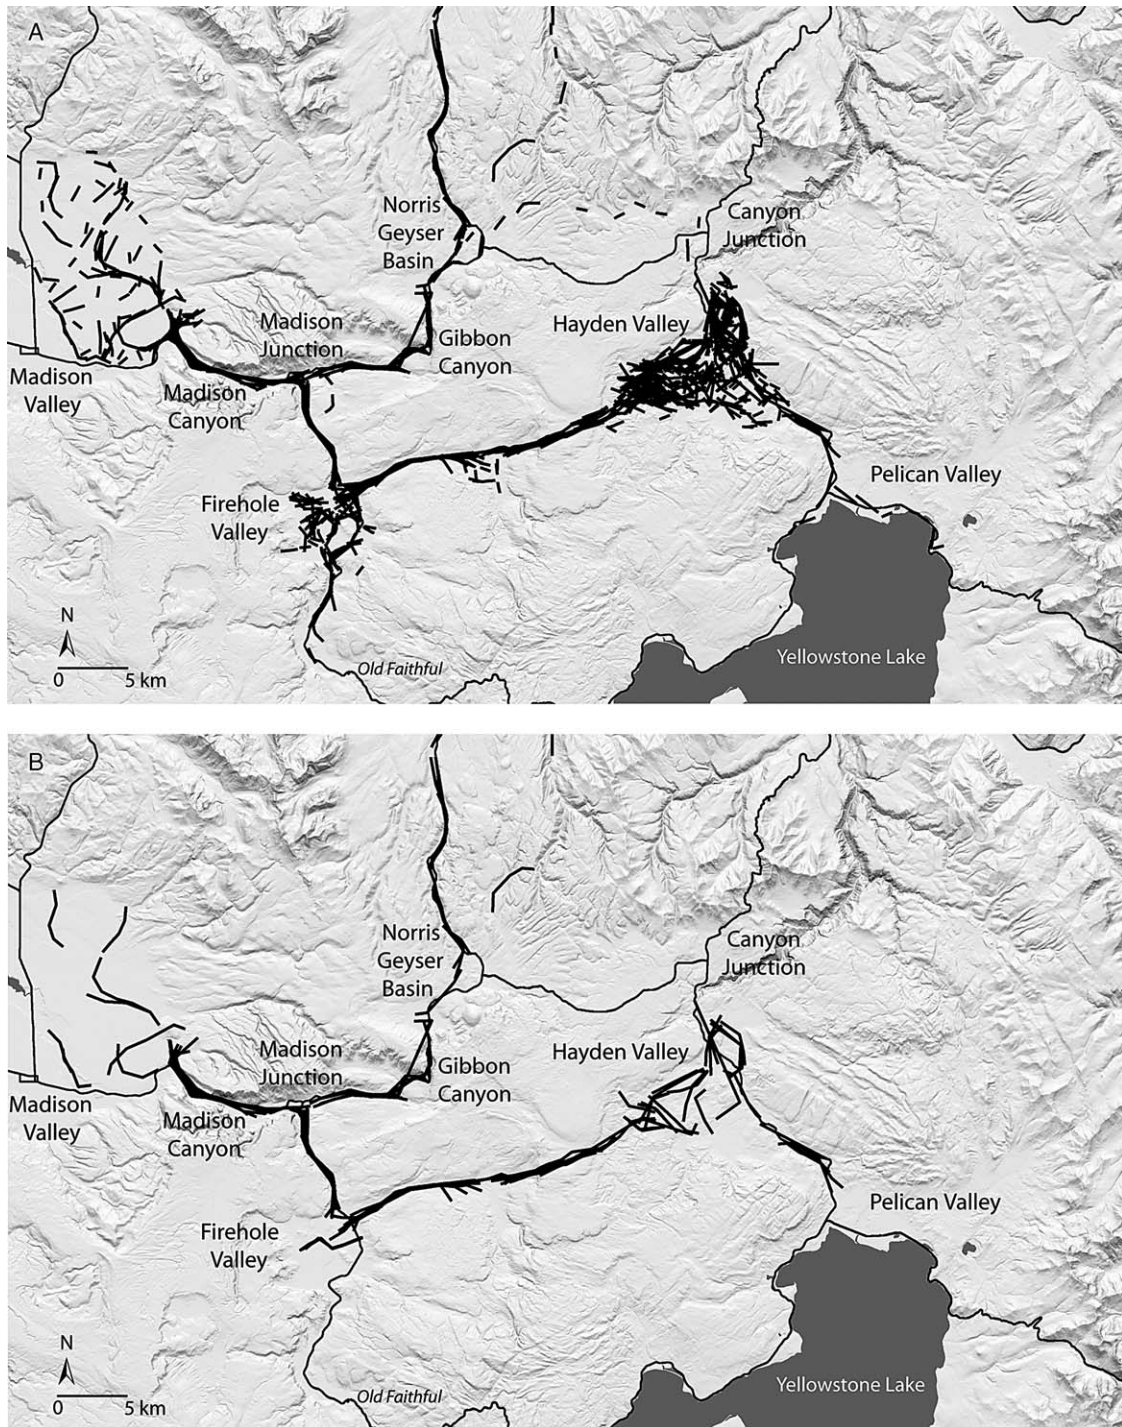 A
Norris
Geyser
Basin
Canyon
Junction
Hayden Valley
Madison
Junction
Gibbon
Canyon
Madison
Valley
Madison
Canyon
Pelican Valley
Firehole
Valley
N
0 5 km
Old Faithful
Yellowstone Lake
B
Norris
Geyser
Basin
Canyon
Junction
Hayden Valley
Madison
Junction
Gibbon
Canyon
Madison
Valley
Madison
Canyon
Pelican Valley
Firehole
Valley
N
0 5 km
Old Faithful
Yellowstone Lake